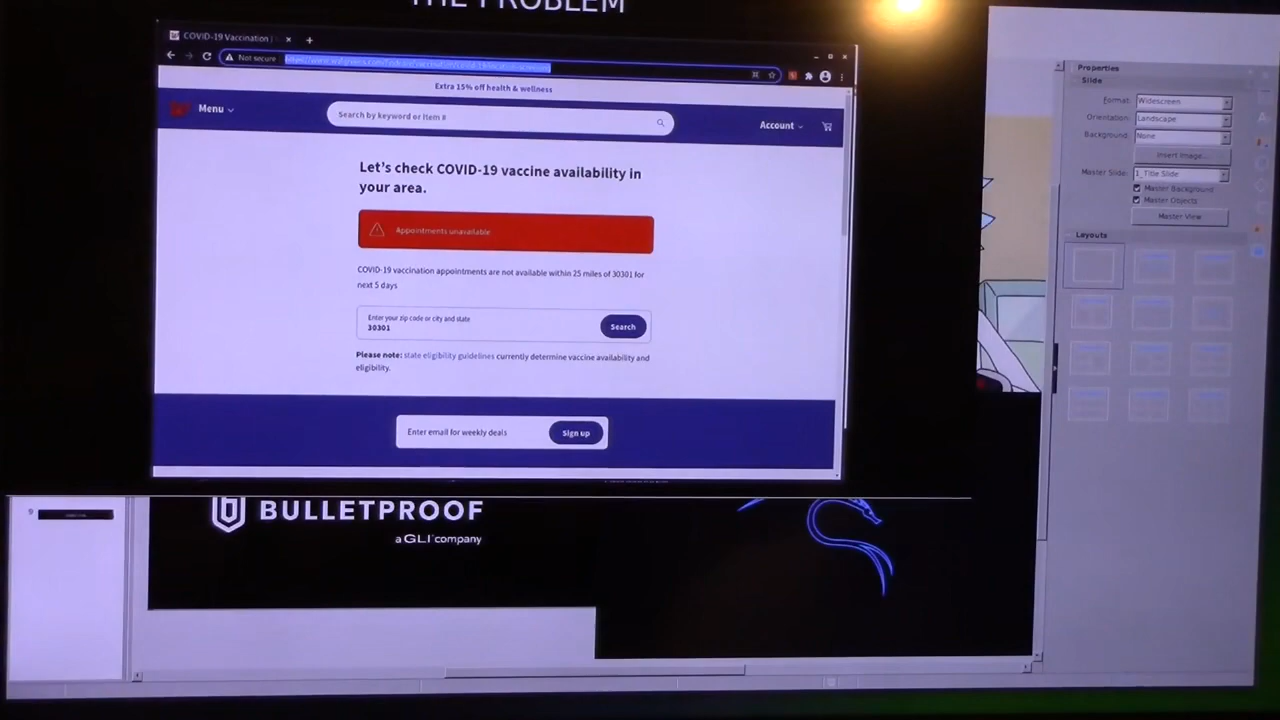 THE PROBLEM
COVID-19 Vaccination |
Not secure
Extra 15% off health & wellness
Menu
Search by keyword or item #
Account
Let's check COVID-19 vaccine availability in
your area.
Appointments unavailable
COVID-19 vaccination appointments are not available within 25 miles of 30301 for
next 5 days
Enter your zip code or city and state
30301
Search
Please note: state eligibility guidelines currently determine vaccine availability and
eligibility.
Enter email for weekly deals
Sign up
Properties
Slide
Format:
Widescreen
Orientation:
Landscape
Background:
None
Insert Image...
Master Slide:
1_Title Slide
Master Background
Master Objects
Master View
Layouts
9
BULLETPROOF
a GLI company